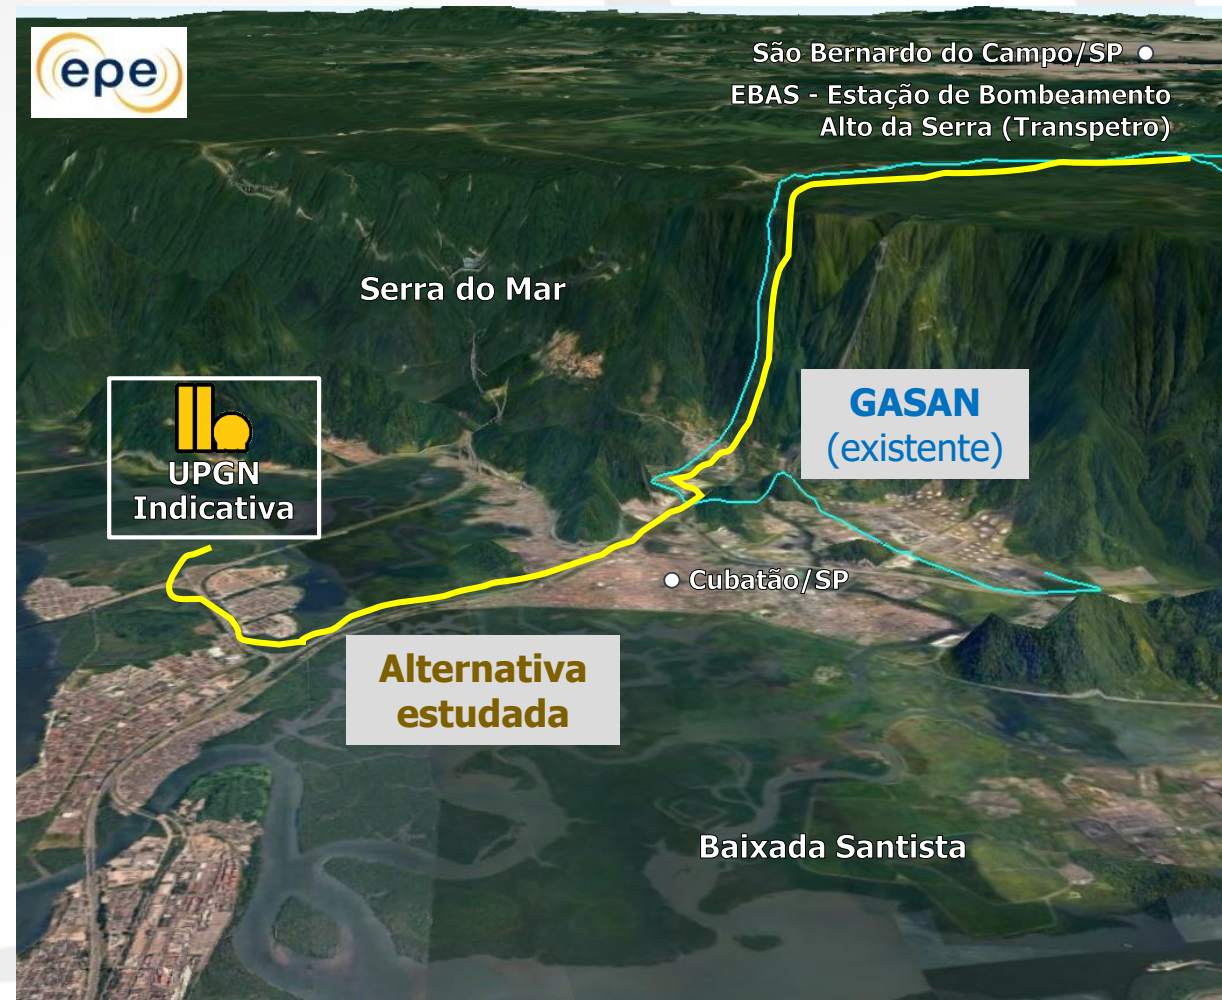 epe
São Bernardo do Campo/SP
EBAS - Estação de Bombeamento
Alto da Serra (Transpetro)
Serra do Mar
GASAN
(existente)
UPGN
Indicativa
Cubatão/SP
Alternativa
estudada
Baixada Santista